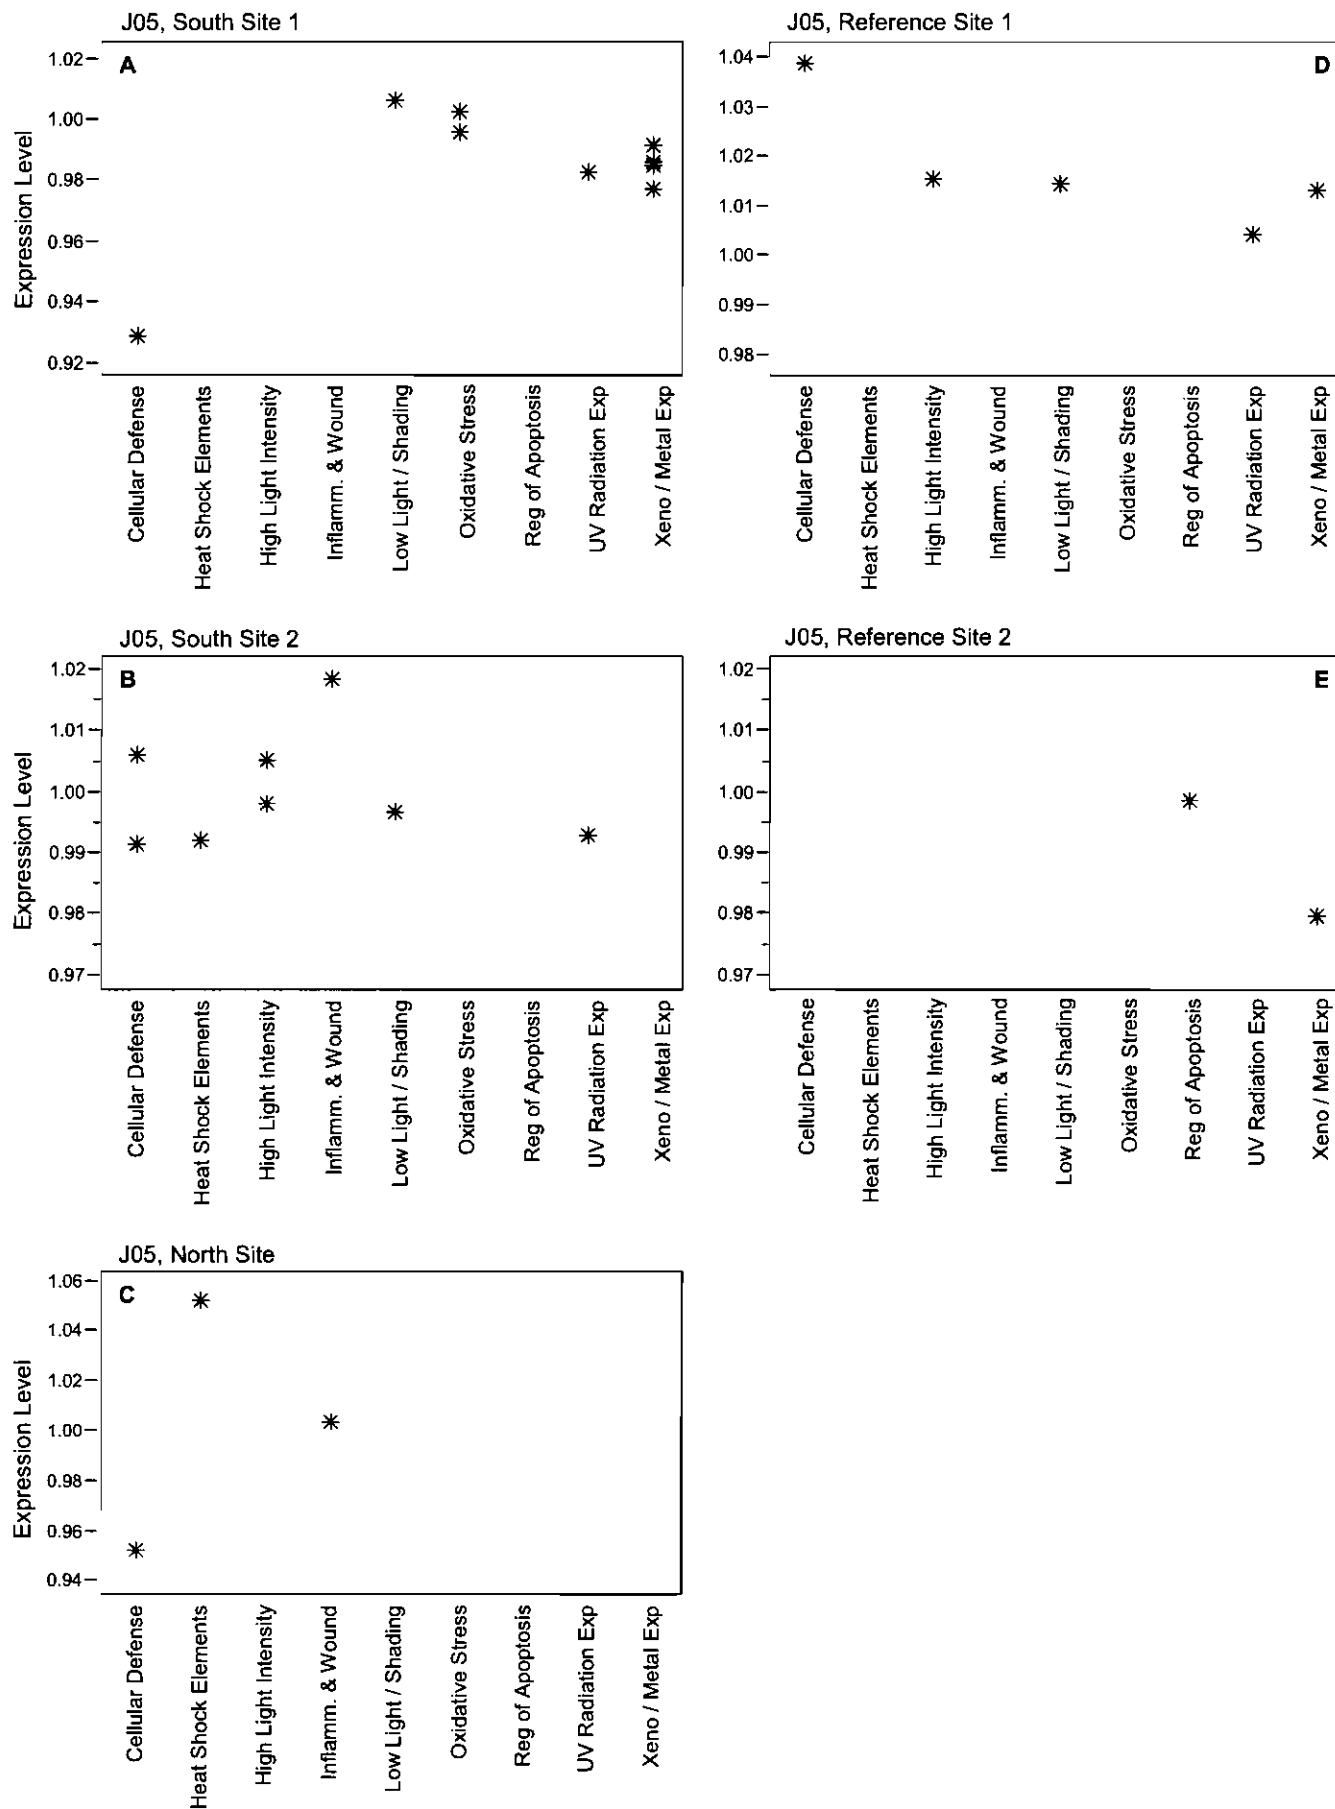 J05, South Site 1
A
Expression Level
1.02
1.00
0.98
0.96
0.94
0.92
Cellular Defense
Heat Shock Elements
High Light Intensity
Inflamm. & Wound
Low Light / Shading
Oxidative Stress
Reg of Apoptosis
UV Radiation Exp
Xeno / Metal Exp
J05, Reference Site 1
D
1.04
1.03
1.02
1.01
1.00
0.99
0.98
Cellular Defense
Heat Shock Elements
High Light Intensity
Inflamm. & Wound
Low Light / Shading
Oxidative Stress
Reg of Apoptosis
UV Radiation Exp
Xeno / Metal Exp
J05, South Site 2
B
Expression Level
1.02
1.01
1.00
0.99
0.98
0.97
Cellular Defense
Heat Shock Elements
High Light Intensity
Inflamm. & Wound
Low Light / Shading
Oxidative Stress
Reg of Apoptosis
UV Radiation Exp
Xeno / Metal Exp
J05, Reference Site 2
E
1.02
1.01
1.00
0.99
0.98
0.97
Cellular Defense
Heat Shock Elements
High Light Intensity
Inflamm. & Wound
Low Light / Shading
Oxidative Stress
Reg of Apoptosis
UV Radiation Exp
Xeno / Metal Exp
J05, North Site
C
Expression Level
1.06
1.04
1.02
1.00
0.98
0.96
0.94
Cellular Defense
Heat Shock Elements
High Light Intensity
Inflamm. & Wound
Low Light / Shading
Oxidative Stress
Reg of Apoptosis
UV Radiation Exp
Xeno / Metal Exp